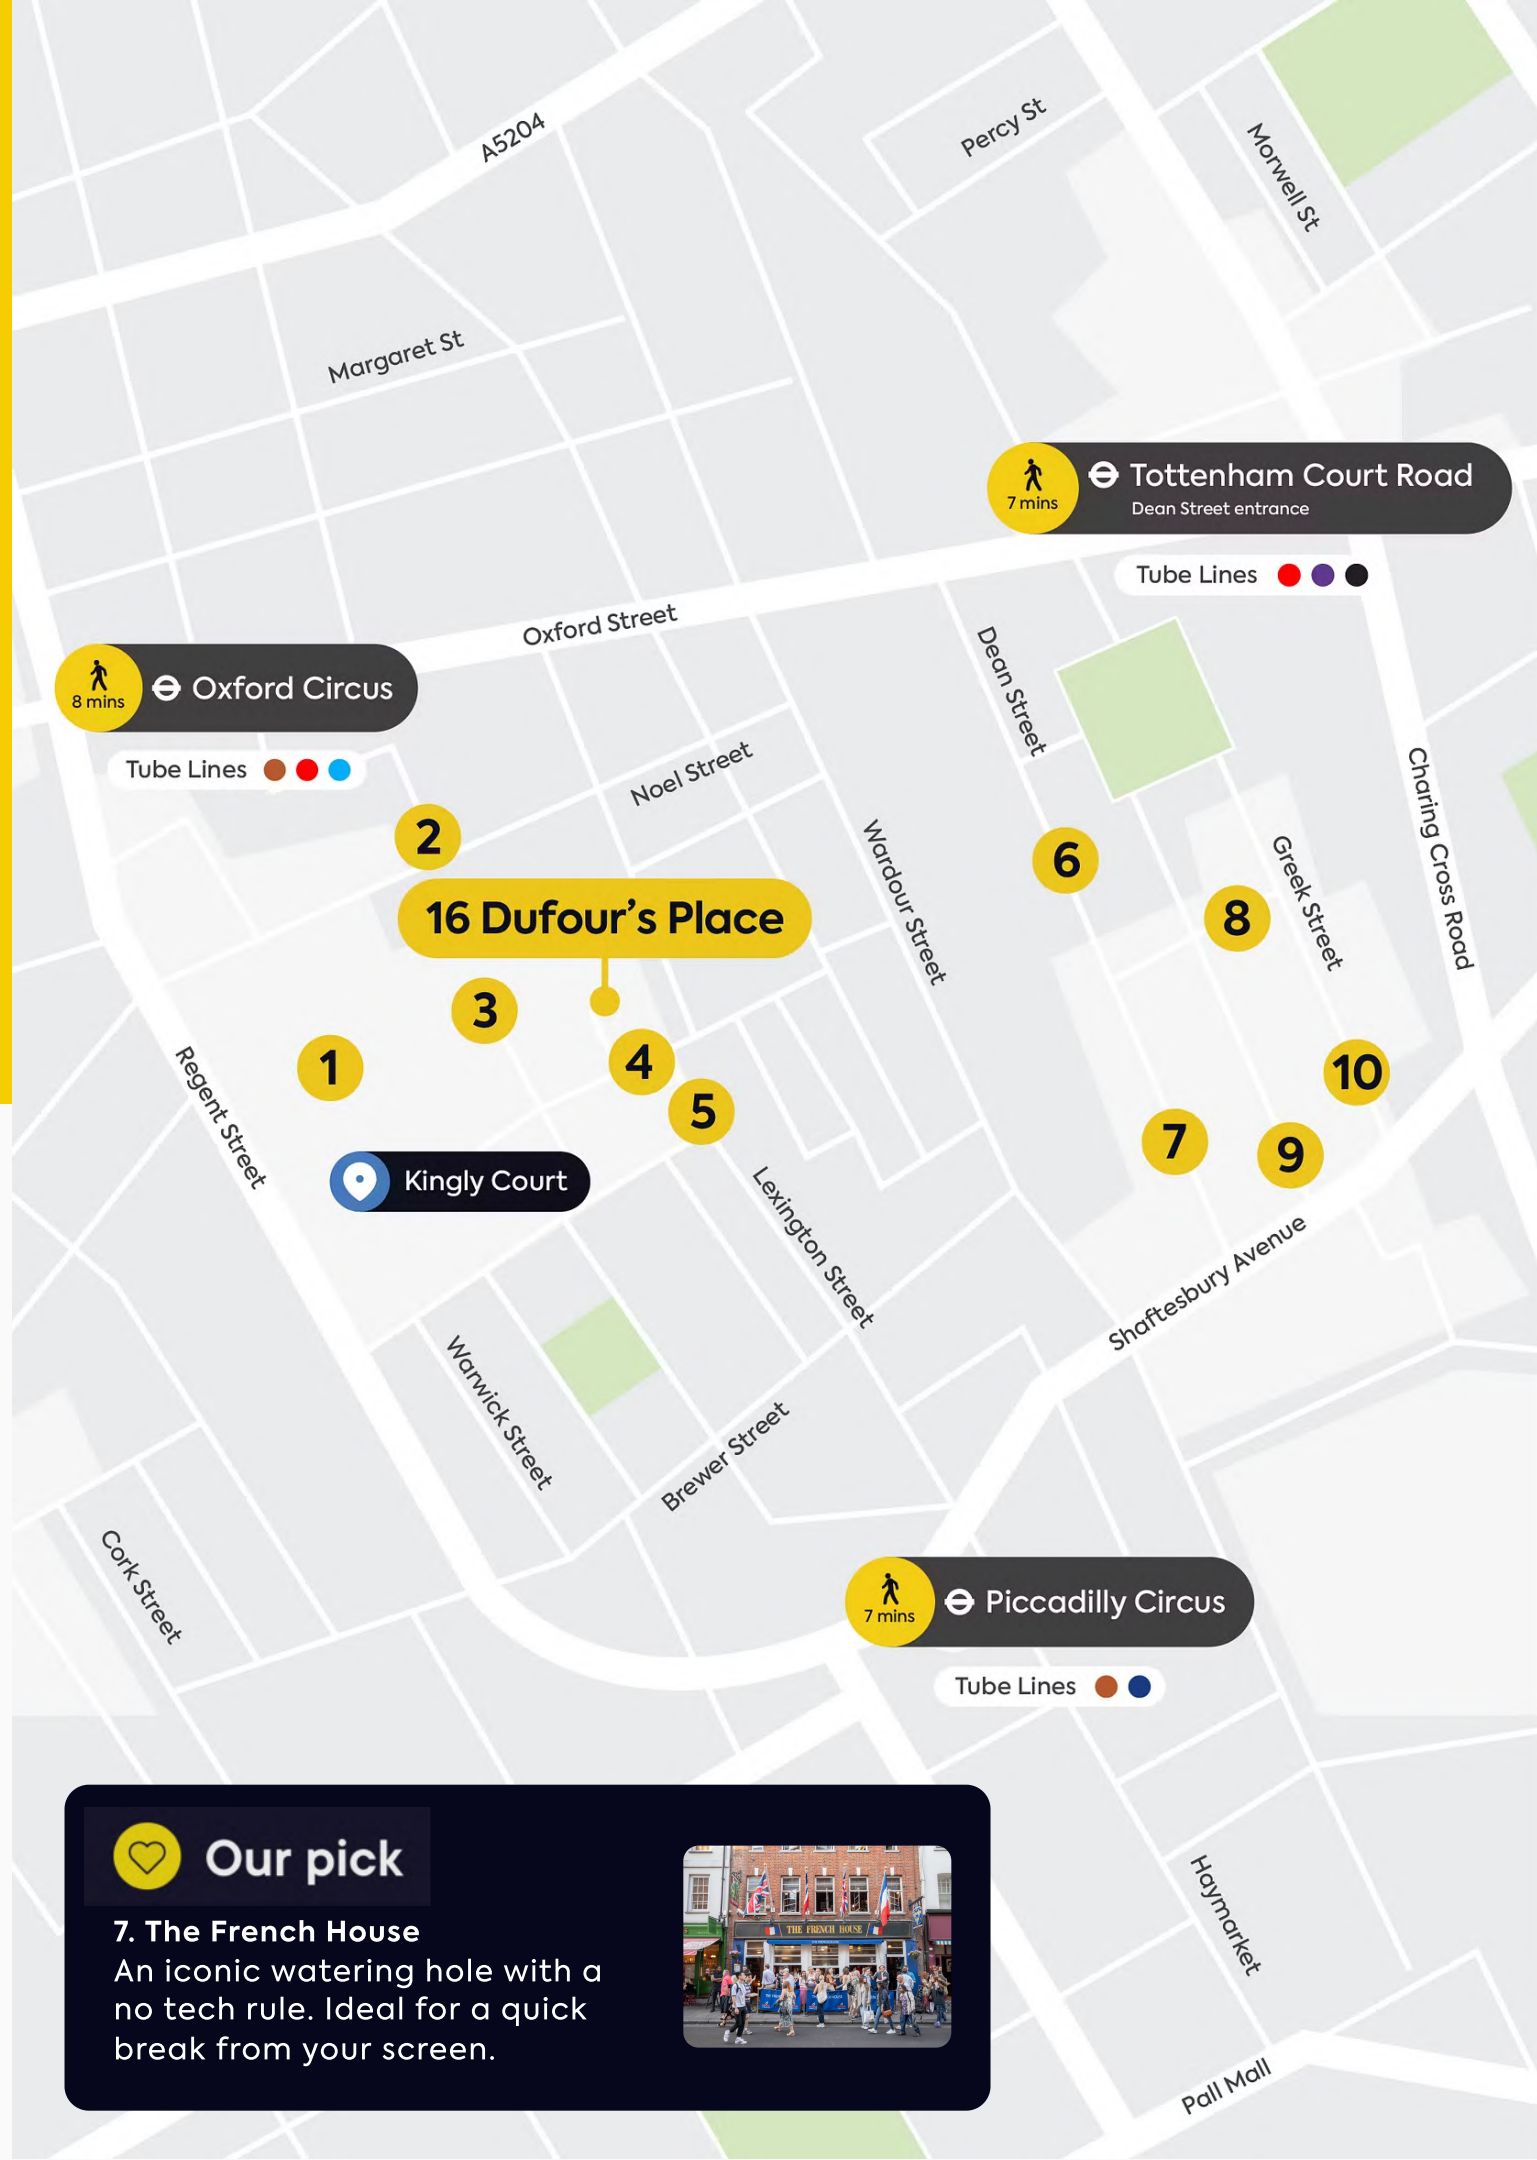 A5204
Percy St
Morwell St
Margaret St
7 mins
Tottenham Court Road
Dean Street entrance
Tube Lines
Oxford Street
Dean Street
8 mins
Oxford Circus
Tube Lines
Noel Street
Charing Cross Road
2
Wardour Street
6
Greek Street
16 Dufour’s Place
8
3
1
4
10
Regent Street
5
7
9
Kingly Court
Lexington Street
Shaftesbury Avenue
Warwick Street
Brewer Street
Cork Street
7 mins
Piccadilly Circus
Tube Lines
Our pick
7. The French House
An iconic watering hole with a
no tech rule. Ideal for a quick
break from your screen.
THE FRENCH HOUSE
Haymarket
Pall Mall